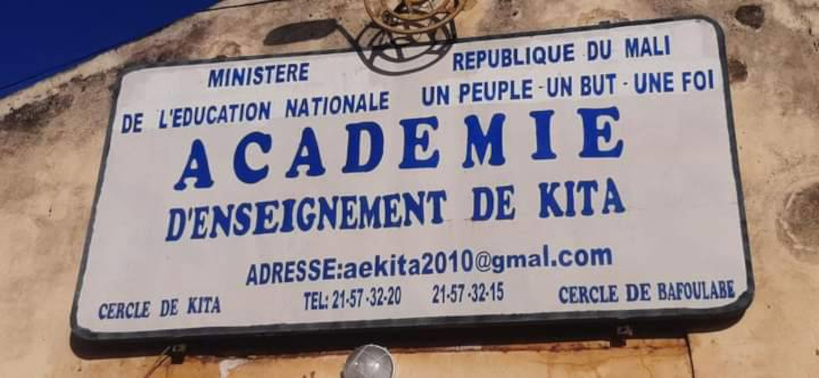 MINISTERE
DE L'EDUCATION NATIONALE
REPUBLIQUE DU MALI
UN PEUPLE - UN BUT - UNE FOI
ACADEMIE
D'ENSEIGNEMENT DE KITA
ADRESSE:aekita2010@gmal.com
TEL: 21-57-32-20 21-57-32-15
CERCLE DE KITA
CERCLE DE BAFOULABE